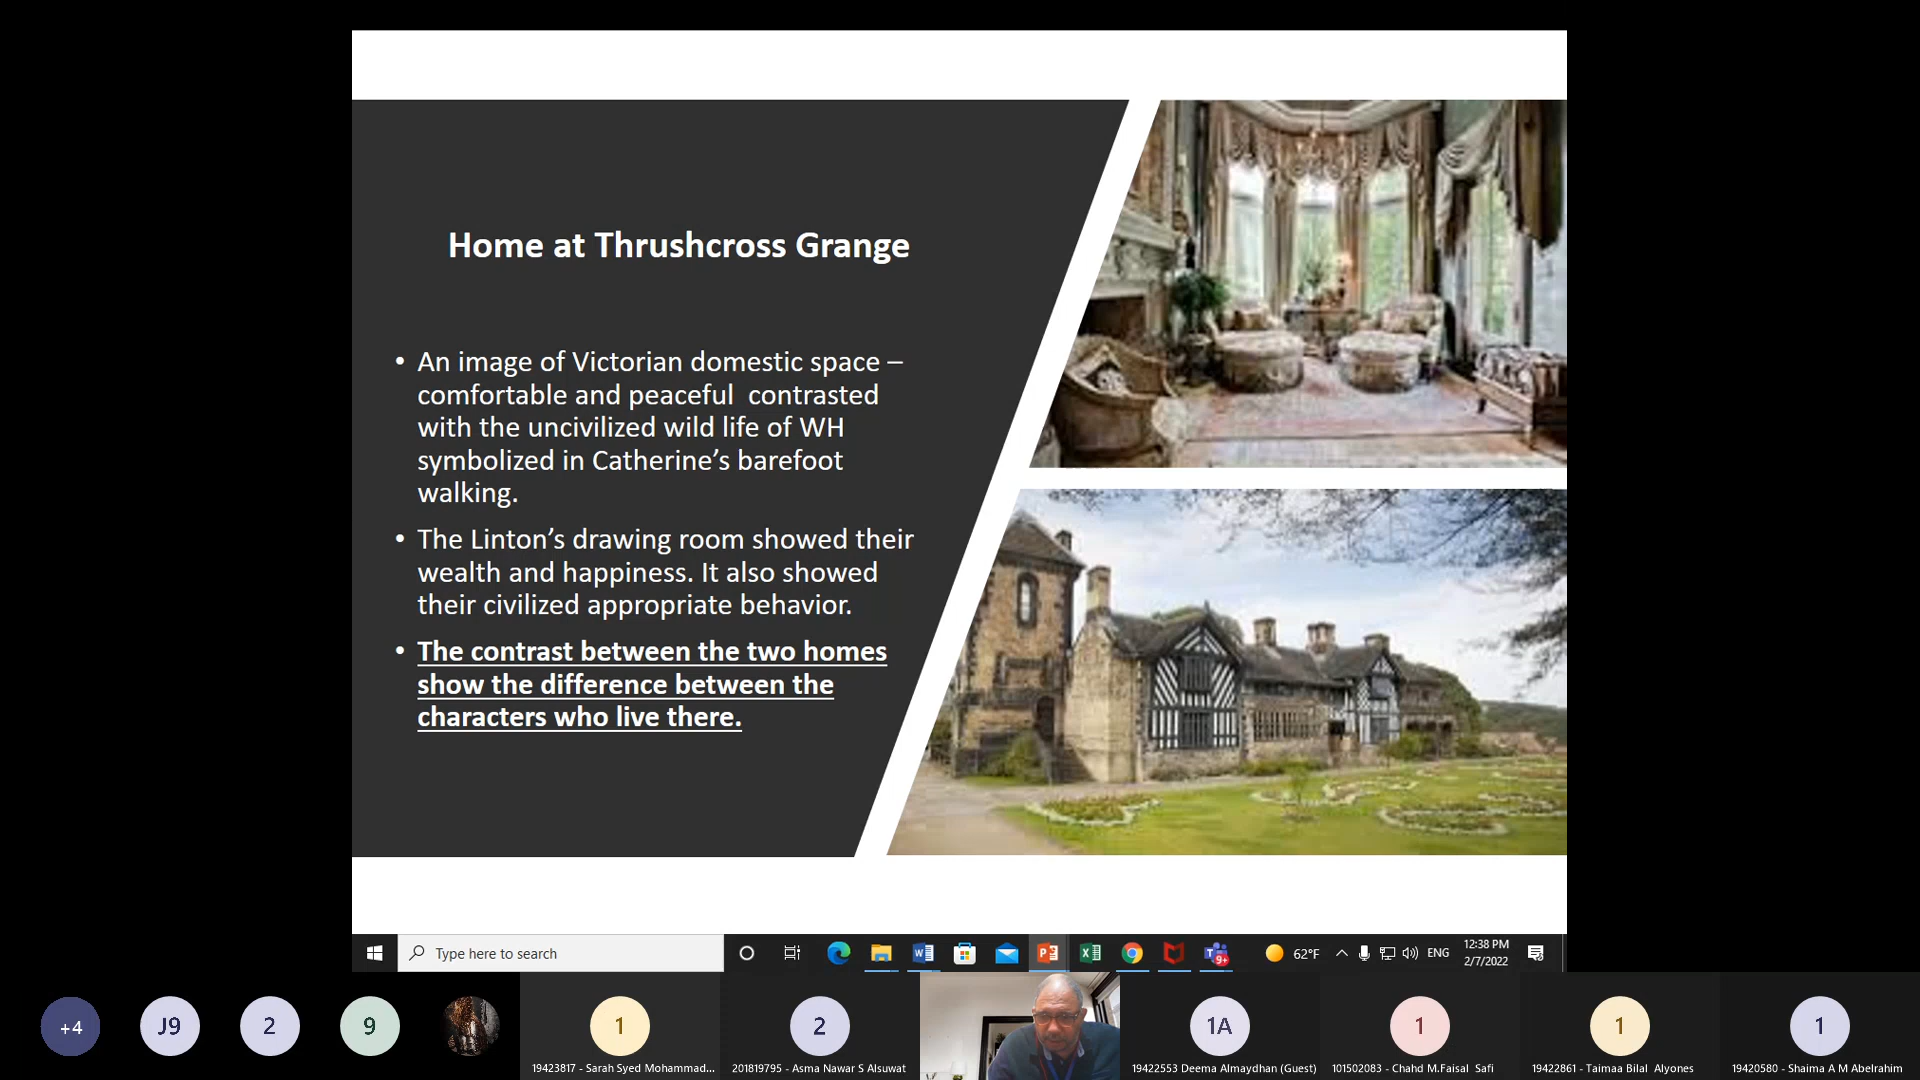 Home at Thrushcross Grange
• An image of Victorian domestic space –
comfortable and peaceful  contrasted
with the uncivilized wild life of WH
symbolized in Catherine's barefoot
walking.
• The Linton's drawing room showed their
wealth and happiness. It also showed
their civilized appropriate behavior.
• The contrast between the two homes
show the difference between the
characters who live there.
Type here to search
9+
62°F
ENG
12:38 PM
2/7/2022
+4
J9
2
9
1
19423817 - Sarah Syed Mohammad...
2
201819795 - Asma Nawar S Alsuwat
1A
19422553 Deema Almaydhan (Guest)
1
101502083 - Chahd M.Faisal  Safi
1
19422861 - Taimaa Bilal  Alyones
1
19420580 - Shaima A M Abelrahim